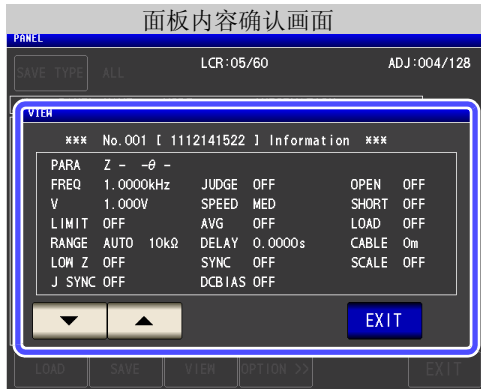 面板内容确认画面
PANEL
SAVE TYPE ALL LCR:05/60 ADJ:004/128
VIEW
*** No.001 [ 1112141522 ] Information ***
PARA Z - -θ -
FREQ 1.0000kHz JUDGE OFF OPEN OFF
V 1.000V SPEED MED SHORT OFF
LIMIT OFF AVG OFF LOAD OFF
RANGE AUTO 10kΩ DELAY 0.0000s CABLE 0m
LOW Z OFF SYNC OFF SCALE OFF
J SYNC OFF DCBIAS OFF
EXIT
LOAD SAVE VIEW OPTION >> EXIT